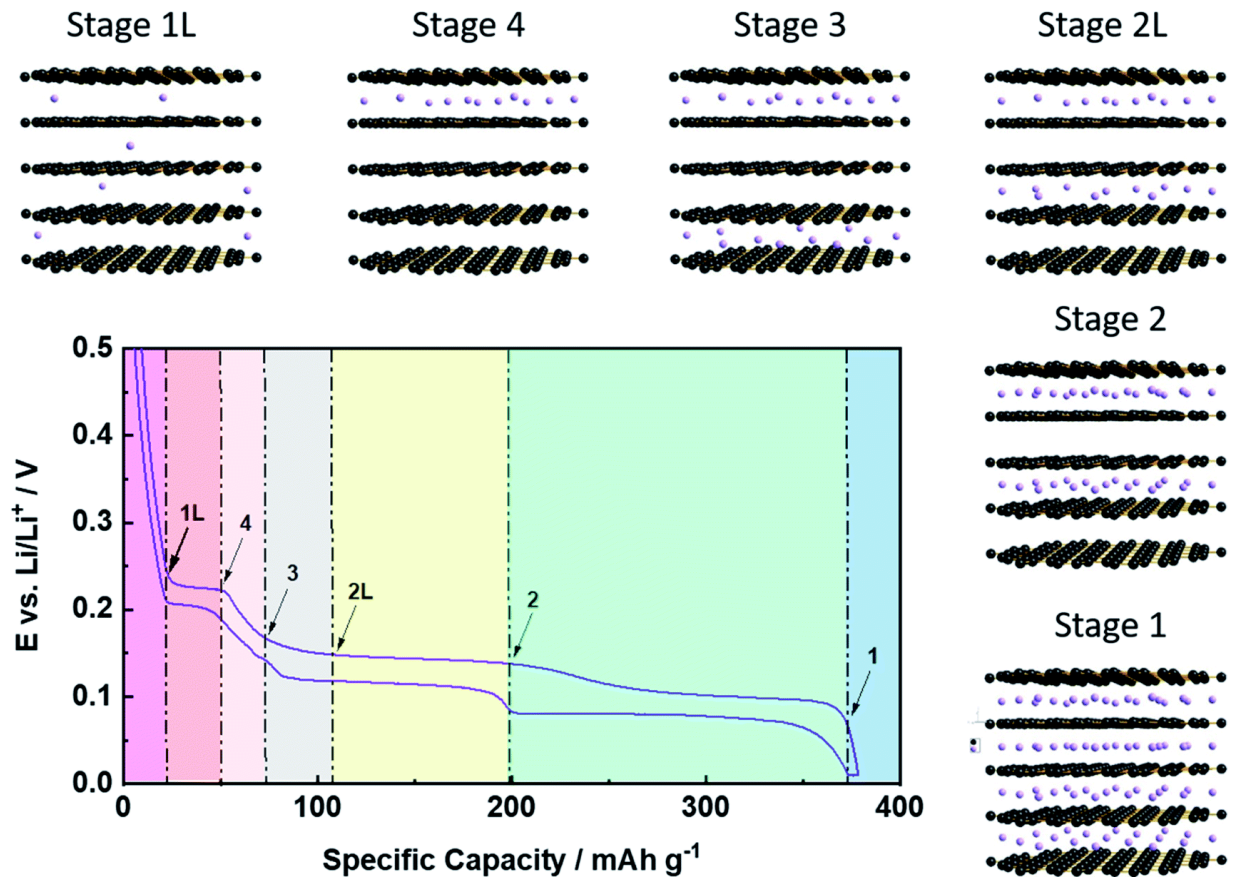 Stage 1L
Stage 4
Stage 3
Stage 2L
Stage 2
Stage 1
E vs. Li/Li⁺ / V
0.5
0.4
0.3
0.2
0.1
0.0
1L
4
3
2L
2
1
0
100
200
300
400
Specific Capacity / mAh g⁻¹